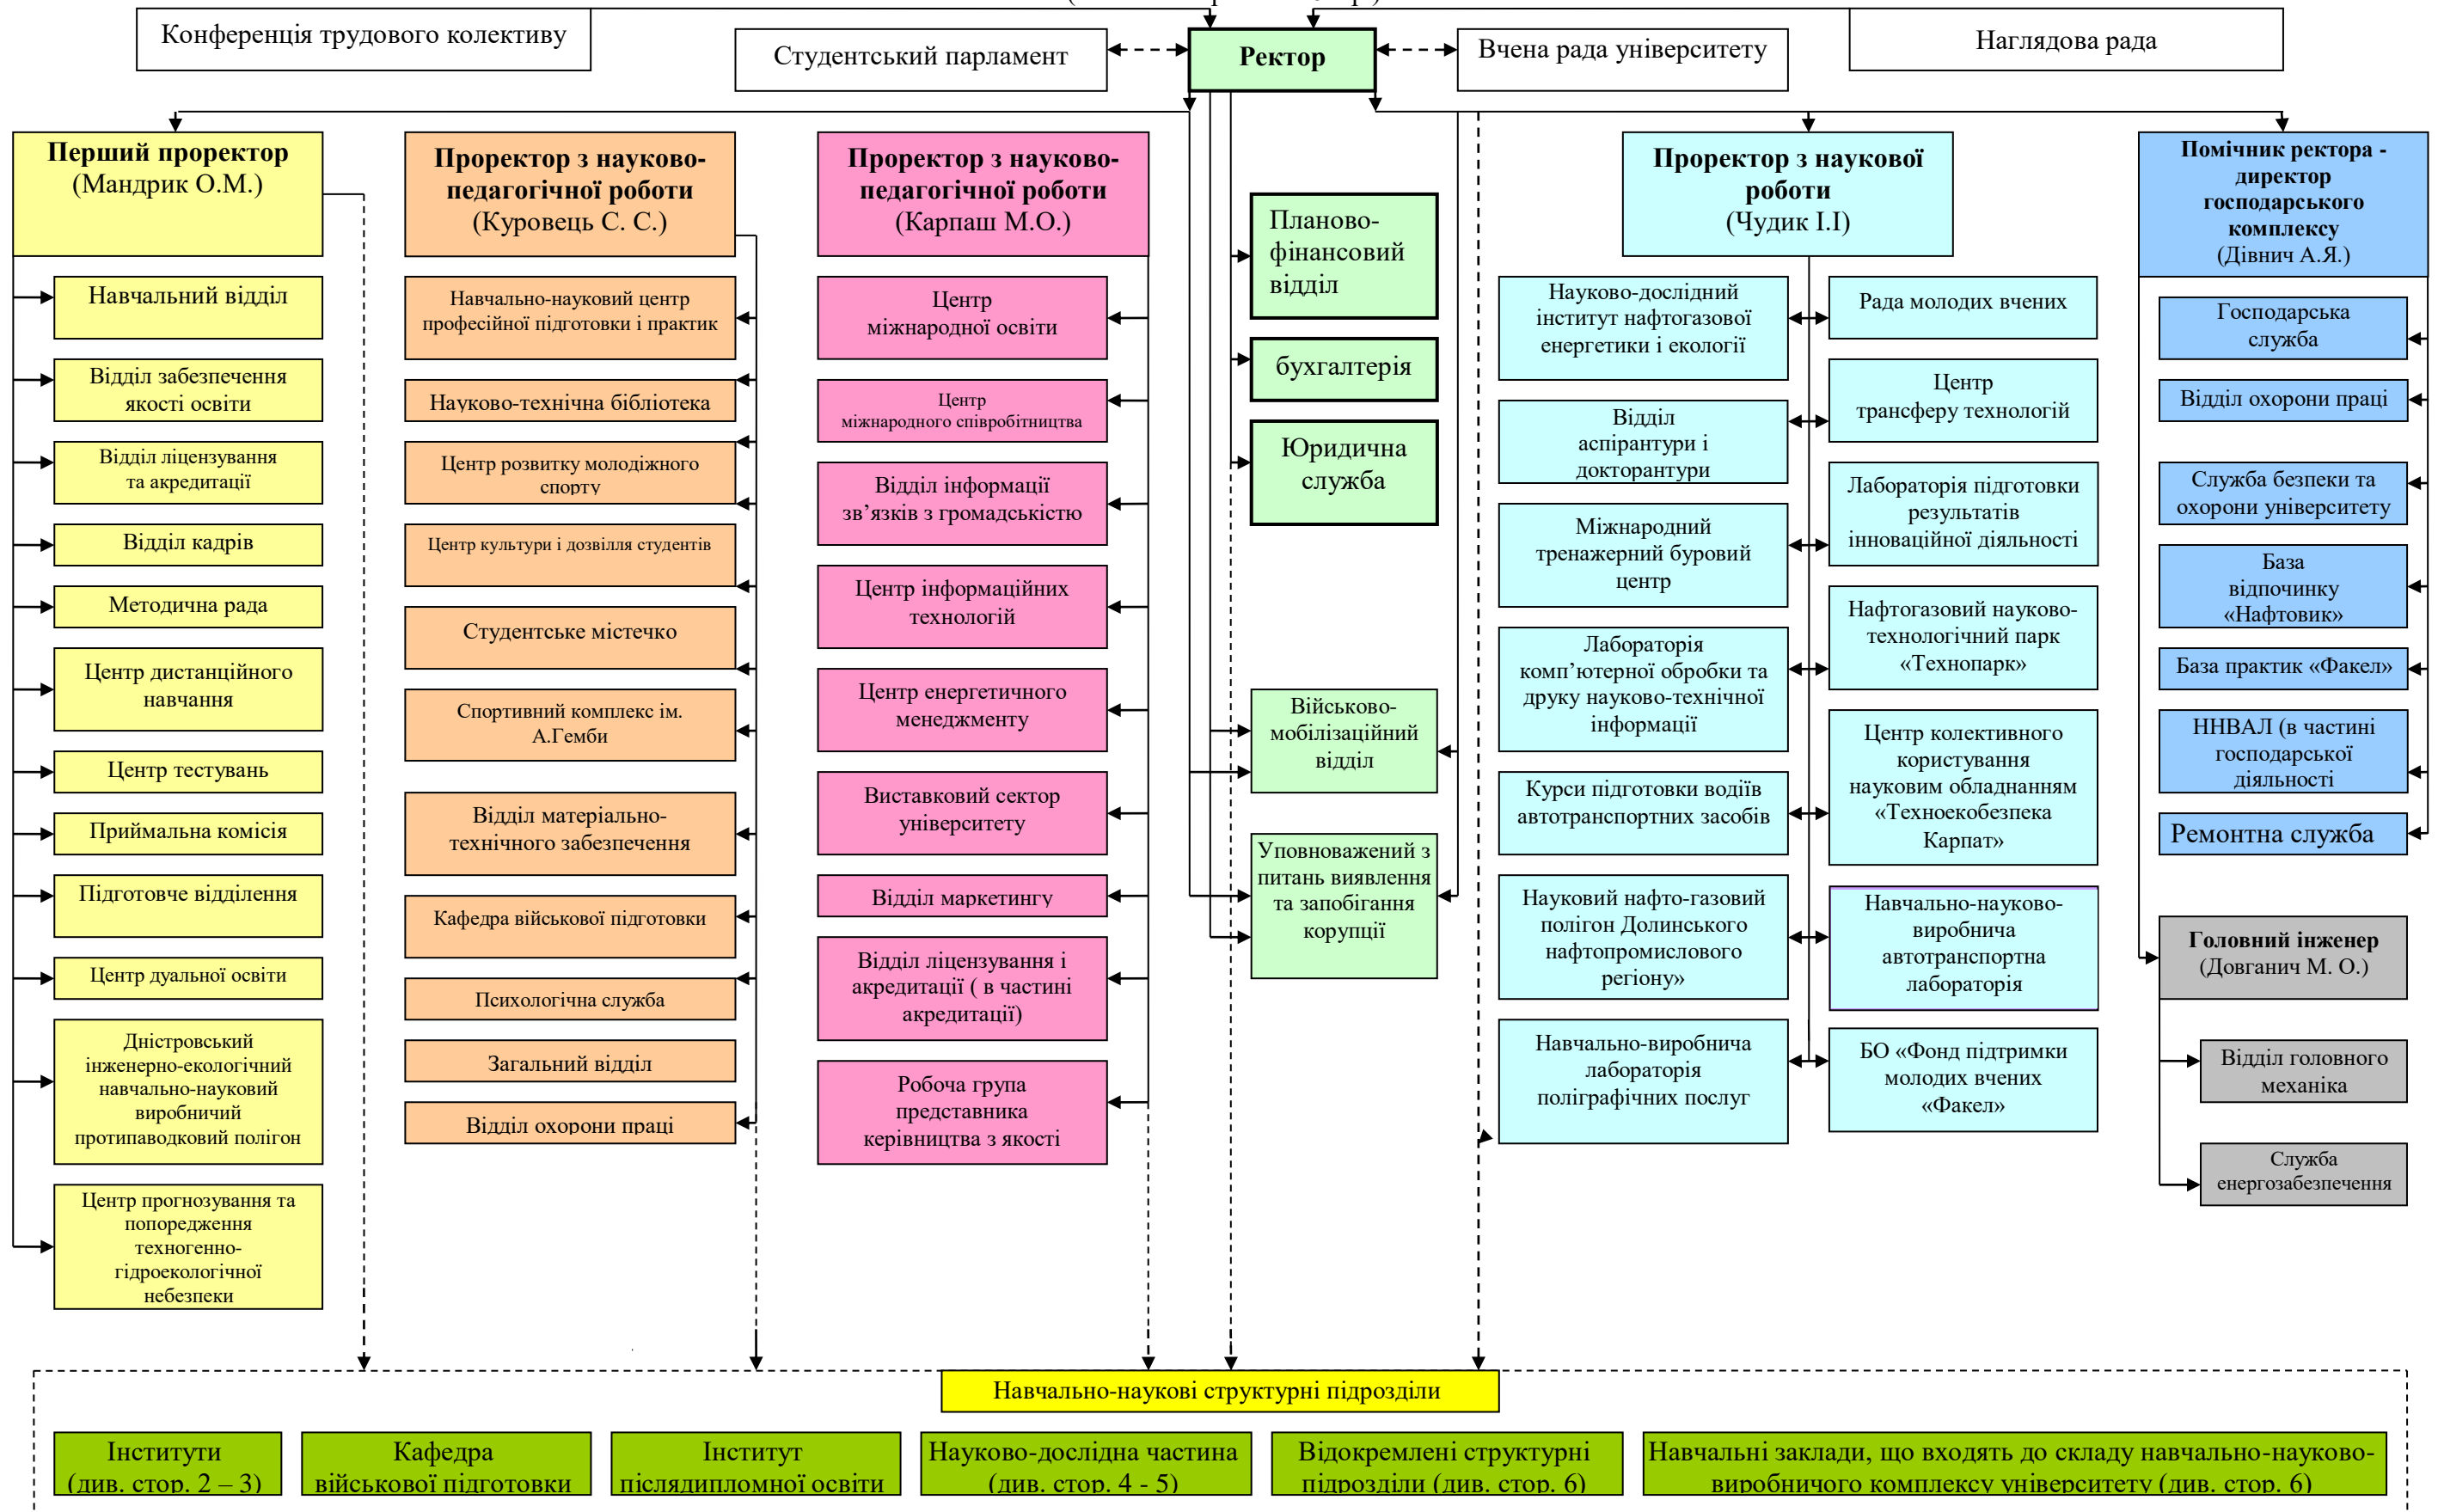 Конференція трудового колективу
Студентський парламент
Ректор
Вчена рада університету
Наглядова рада
Перший проректор
(Мандрик О.М.)
Навчальний відділ
Відділ забезпечення
якості освіти
Відділ ліцензування
та акредитації
Відділ кадрів
Методична рада
Центр дистанційного
навчання
Центр тестувань
Приймальна комісія
Підготовче відділення
Центр дуальної освіти
Дністровський
інженерно-екологічний
навчально-науковий
виробничий
протипаводковий полігон
Центр прогнозування та
попоредження
техногенно-
гідроекологічної
небезпеки
Проректор з науково-
педагогічної роботи
(Куровець С. С.)
Навчально-науковий центр
професійної підготовки і практик
Науково-технічна бібліотека
Центр розвитку молодіжного
спорту
Центр культури і дозвілля студентів
Студентське містечко
Спортивний комплекс ім.
А.Гемби
Відділ матеріально-
технічного забезпечення
Кафедра військової підготовки
Психологічна служба
Загальний відділ
Відділ охорони праці
Проректор з науково-
педагогічної роботи
(Карпаш М.О.)
Центр
міжнародної освіти
Центр
міжнародного співробітництва
Відділ інформації
зв’язків з громадськістю
Центр інформаційних
технологій
Центр енергетичного
менеджменту
Виставковий сектор
університету
Відділ маркетингу
Відділ ліцензування і
акредитації ( в частині
акредитації)
Робоча група
представника
керівництва з якості
Планово-
фінансовий
відділ
бухгалтерія
Юридична
служба
Військово-
мобілізаційний
відділ
Уповноважений з
питань виявлення
та запобігання
корупції
Проректор з наукової
роботи
(Чудик І.І)
Науково-дослідний
інститут нафтогазової
енергетики і екології
Відділ
аспірантури і
докторантури
Міжнародний
тренажерний буровий
центр
Лабораторія
комп’ютерної обробки та
друку науково-технічної
інформації
Курси підготовки водіїв
автотранспортних засобів
Науковий нафто-газовий
полігон Долинського
нафтопромислового
регіону»
Навчально-виробнича
лабораторія
поліграфічних послуг
Рада молодих вчених
Центр
трансферу технологій
Лабораторія підготовки
результатів
інноваційної діяльності
Нафтогазовий науково-
технологічний парк
«Технопарк»
Центр колективного
користування
науковим обладнанням
«Техноекобезпека
Карпат»
Навчально-науково-
виробнича
автотранспортна
лабораторія
БО «Фонд підтримки
молодих вчених
«Факел»
Помічник ректора -
директор
господарського
комплексу
(Дівнич А.Я.)
Господарська
служба
Відділ охорони праці
Служба безпеки та
охорони університету
База
відпочинку
«Нафтовик»
База практик «Факел»
ННВАЛ (в частині
господарської
діяльності
Ремонтна служба
Головний інженер
(Довганич М. О.)
Відділ головного
механіка
Служба
енергозабезпечення
Навчально-наукові структурні підрозділи
Інститути
(див. стор. 2 – 3)
Кафедра
військової підготовки
Інститут
післядипломної освіти
Науково-дослідна частина
(див. стор. 4 - 5)
Відокремлені структурні
підрозділи (див. стор. 6)
Навчальні заклади, що входять до складу навчально-науково-
виробничого комплексу університету (див. стор. 6)